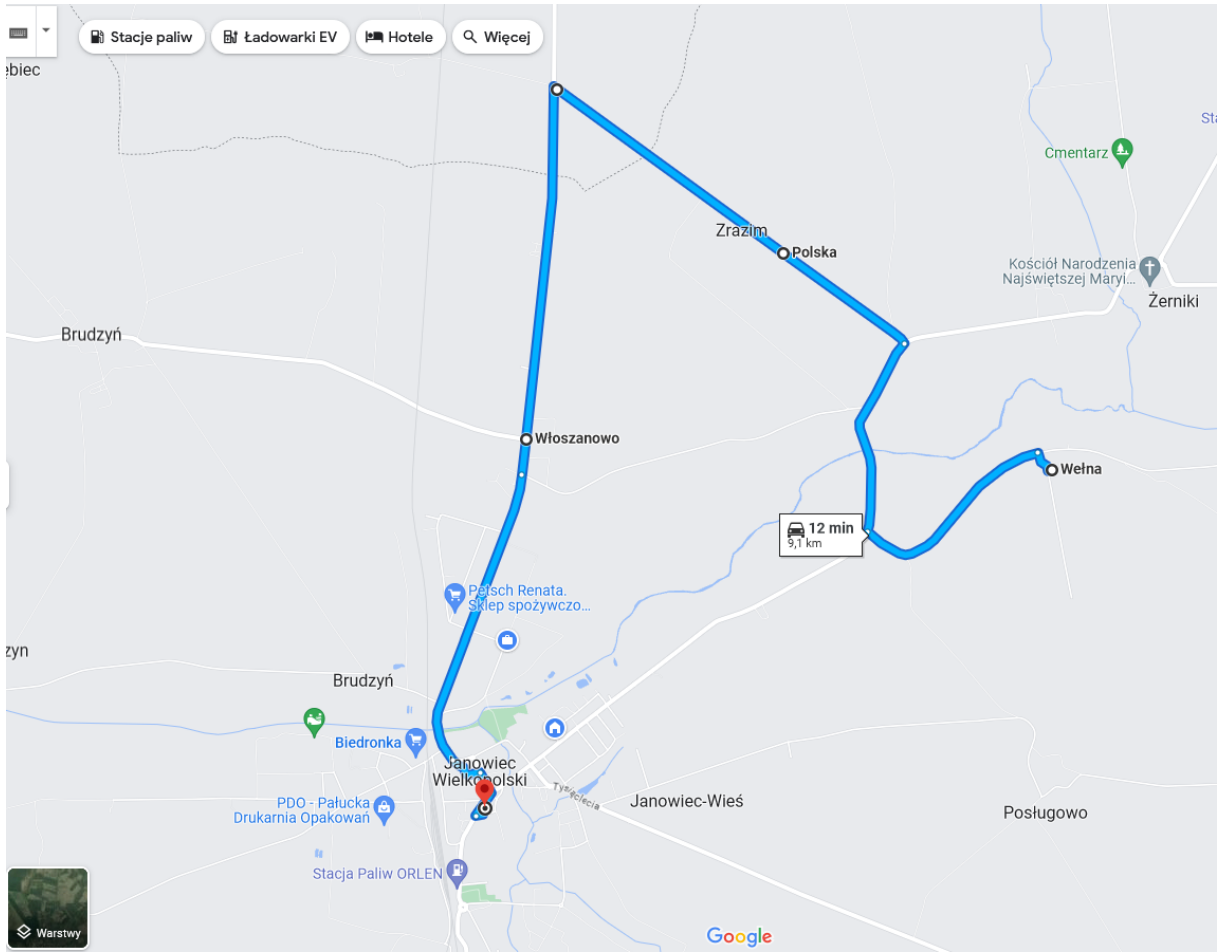 Stacje paliw
Ładowarki EV
Hotele
Więcej
ębiec
Sta
Cmentarz
Zrazim
Polska
Kościół Narodzenia
Najświętszej Maryi...
Żerniki
Brudzyń
Włoszanowo
Wełna
12 min
9,1 km
Petsch Renata.
Sklep spożywczo...
zyn
Brudzyń
Biedronka
Janowiec
Wielkopolski
Tysiąclecia
PDO - Pałucka
Drukarnia Opakowań
Janowiec-Wieś
Posługowo
Stacja Paliw ORLEN
Warstwy
Google